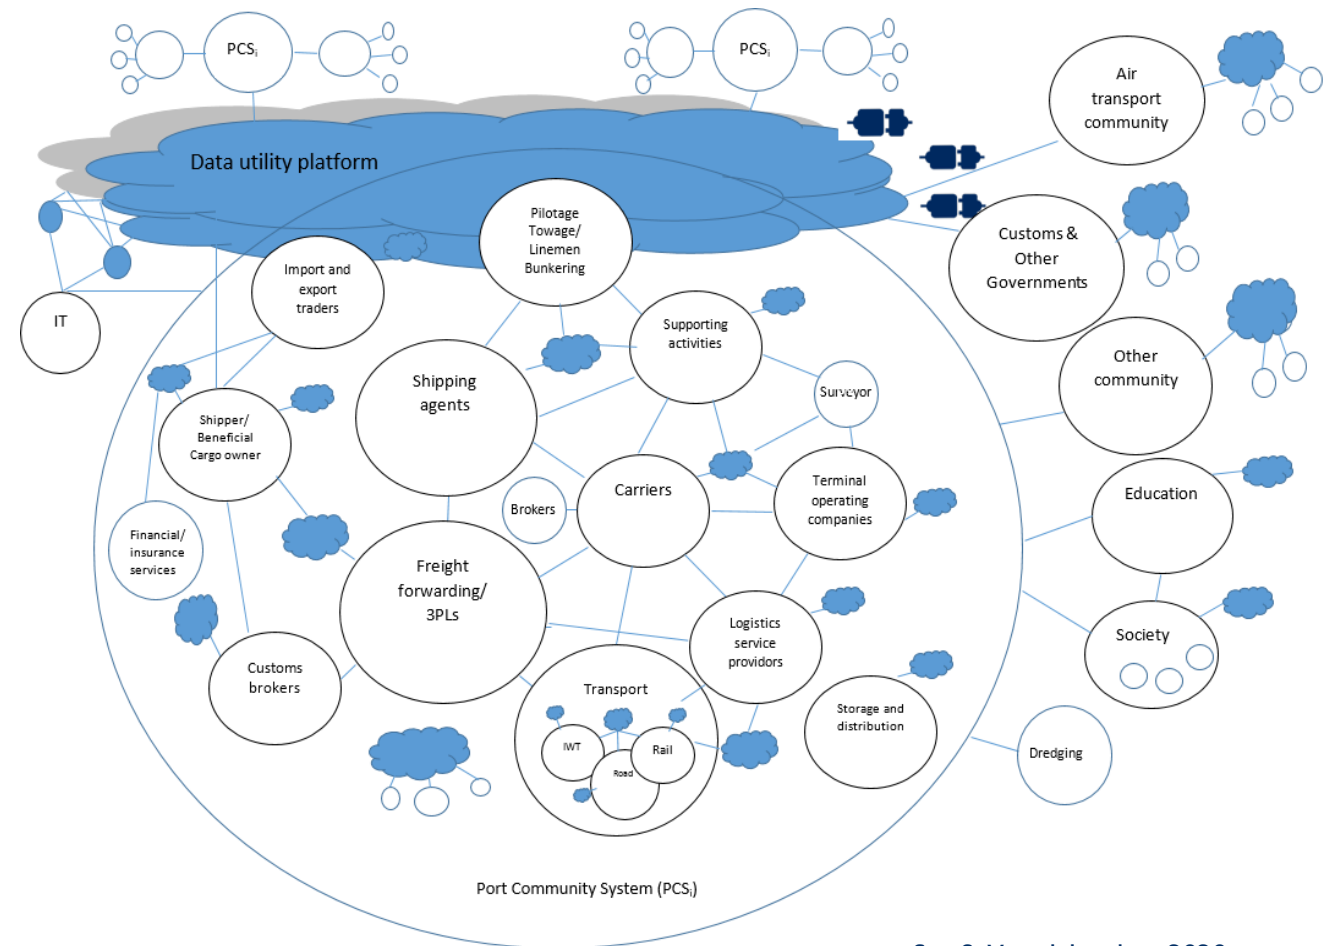 PCSi
PCSi
Air
transport
community
Data utility platform
Pilotage
Towage/
Linemen
Bunkering
Customs &
Other
Governments
Import and
export
traders
IT
Supporting
activities
Other
community
Shipping
agents
Surveyor
Shipper/
Beneficial
Cargo owner
Carriers
Brokers
Terminal
operating
companies
Education
Financial/
insurance
services
Freight
forwarding/
3PLs
Logistics
service
providors
Society
Customs
brokers
Transport
Storage and
distribution
IWT
Rail
Road
Dredging
Port Community System (PCSi)